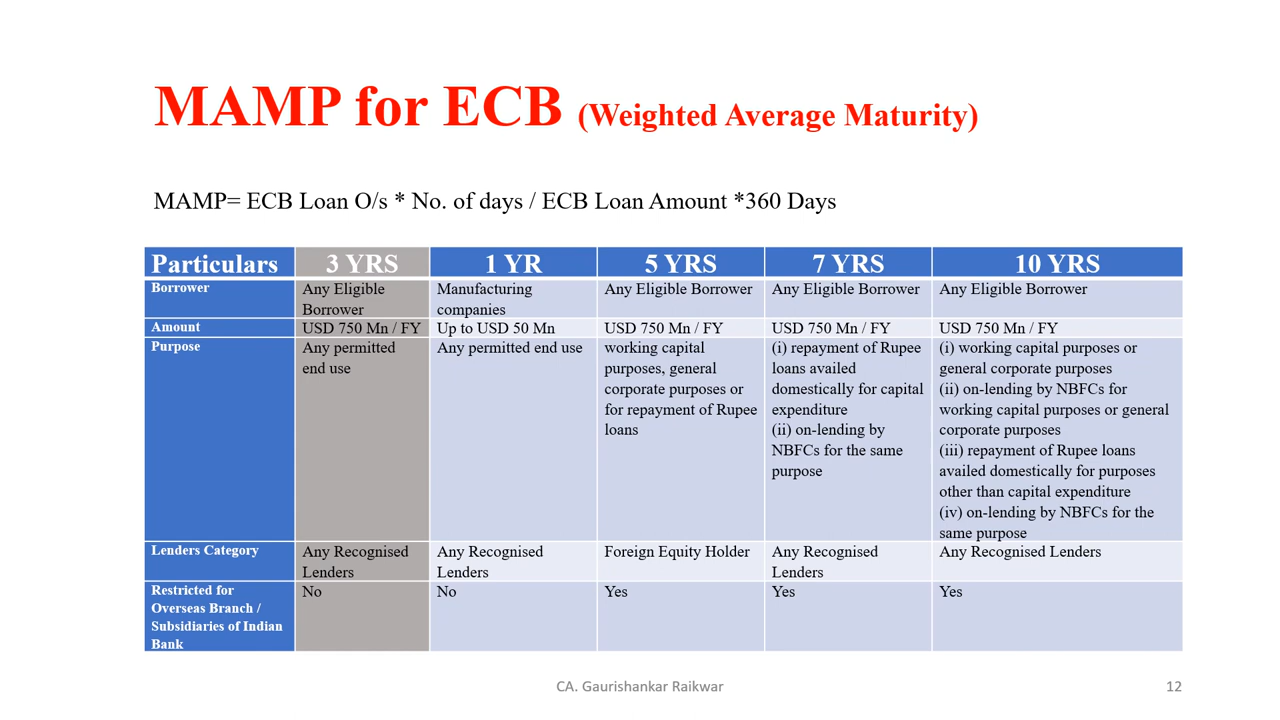 MAMP for ECB (Weighted Average Maturity)
MAMP= ECB Loan O/s * No. of days / ECB Loan Amount *360 Days
Particulars 3 YRS 1 YR 5 YRS 7 YRS 10 YRS
Borrower
Any Eligible
Borrower
Manufacturing
companies
Any Eligible Borrower
Any Eligible Borrower
Any Eligible Borrower
Amount
USD 750 Mn / FY
Up to USD 50 Mn
USD 750 Mn / FY
USD 750 Mn / FY
USD 750 Mn / FY
Purpose
Any permitted
end use
Any permitted end use
working capital
purposes, general
corporate purposes or
for repayment of Rupee
loans
(i) repayment of Rupee
loans availed
domestically for capital
expenditure
(ii) on-lending by
NBFCs for the same
purpose
(i) working capital purposes or
general corporate purposes
(ii) on-lending by NBFCs for
working capital purposes or general
corporate purposes
(iii) repayment of Rupee loans
availed domestically for purposes
other than capital expenditure
(iv) on-lending by NBFCs for the
same purpose
Lenders Category
Any Recognised
Lenders
Any Recognised
Lenders
Foreign Equity Holder
Any Recognised
Lenders
Any Recognised Lenders
Restricted for
Overseas Branch /
Subsidiaries of Indian
Bank
No
No
Yes
Yes
Yes
CA. Gaurishankar Raikwar
12